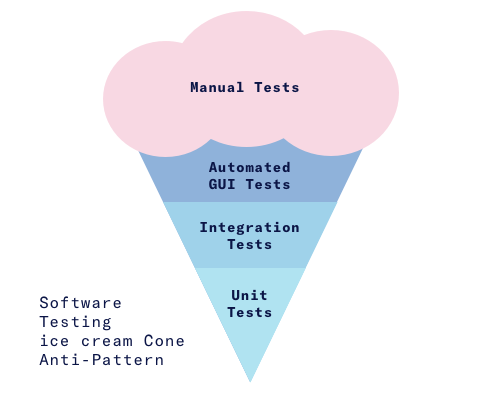 Manual Tests
Automated
GUI Tests
Integration
Tests
Unit
Tests
Software
Testing
ice cream Cone
Anti-Pattern